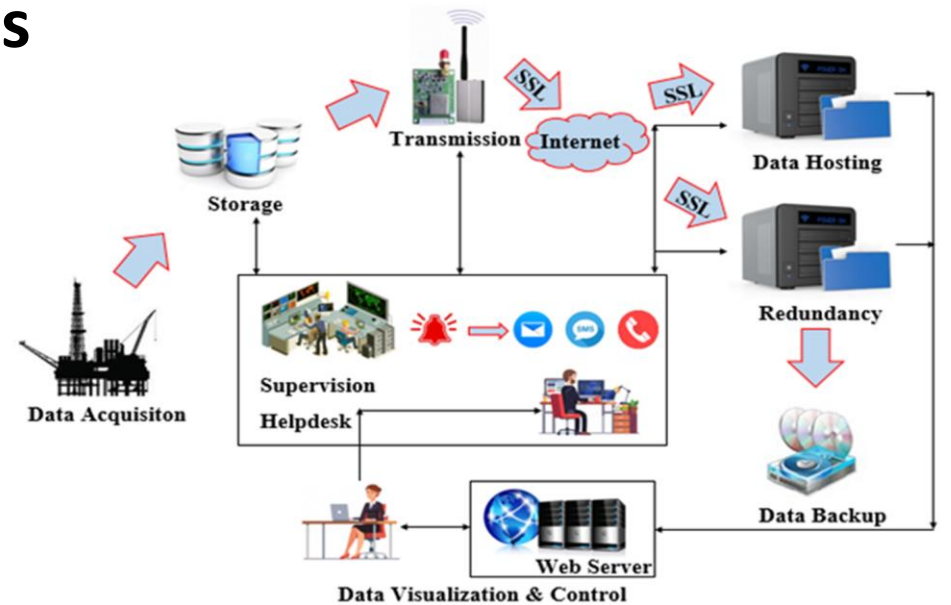 S
Transmission
SSL
Internet
SSL
Data Hosting
Storage
SSL
Redundancy
Data Acquisiton
Supervision
Helpdesk
SMS
Data Backup
Web Server
Data Visualization & Control